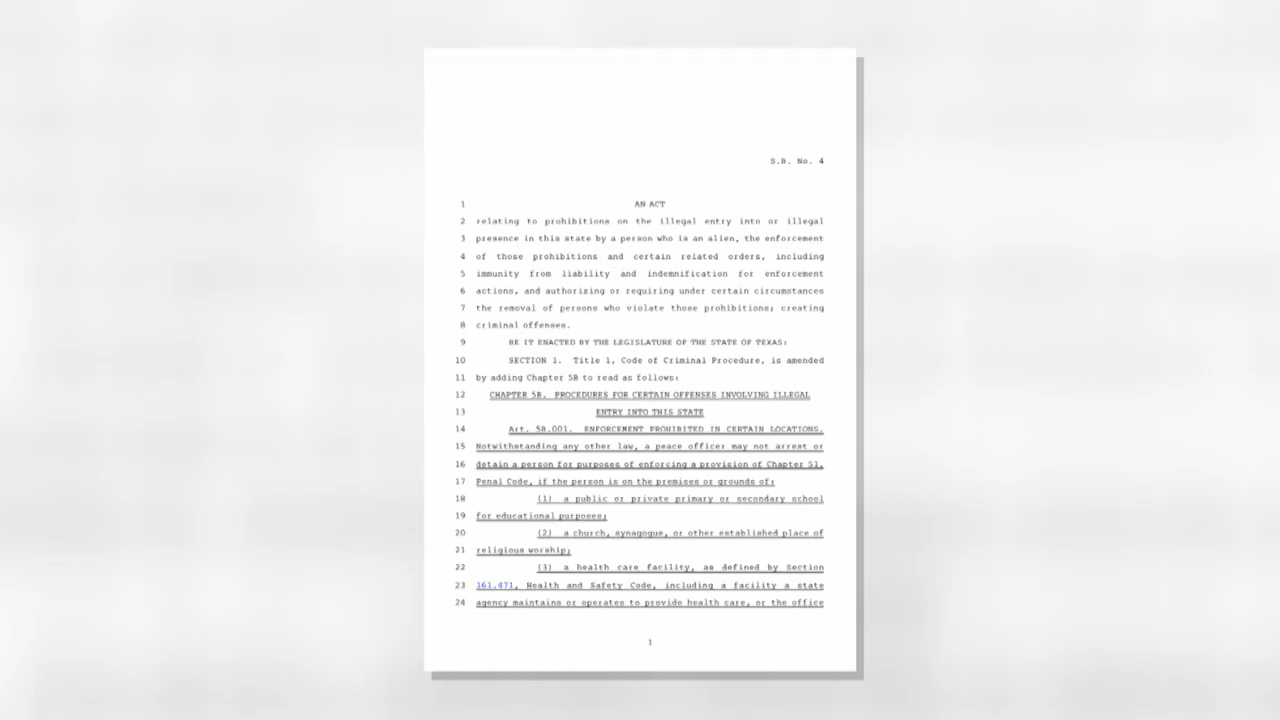 S.B. No. 4
1 AN ACT
2 relating to prohibitions on the illegal entry into or illegal
3 presence in this state by a person who is an alien, the enforcement
4 of those prohibitions and certain related orders, including
5 immunity from liability and indemnification for enforcement
6 actions, and authorizing or requiring under certain circumstances
7 the removal of persons who violate those prohibitions; creating
8 criminal offenses.
9 BE IT ENACTED BY THE LEGISLATURE OF THE STATE OF TEXAS:
10 SECTION 1. Title 1, Code of Criminal Procedure, is amended
11 by adding Chapter 5B to read as follows:
12 CHAPTER 5B. PROCEDURES FOR CERTAIN OFFENSES INVOLVING ILLEGAL
13 ENTRY INTO THIS STATE
14 Art. 5B.001. ENFORCEMENT PROHIBITED IN CERTAIN LOCATIONS.
15 Notwithstanding any other law, a peace officer may not arrest or
16 detain a person for purposes of enforcing a provision of Chapter 51,
17 Penal Code, if the person is on the premises or grounds of:
18 (1) a public or private primary or secondary school
19 for educational purposes;
20 (2) a church, synagogue, or other established place of
21 religious worship;
22 (3) a health care facility, as defined by Section
23 161.471, Health and Safety Code, including a facility a state
24 agency maintains or operates to provide health care, or the office
1